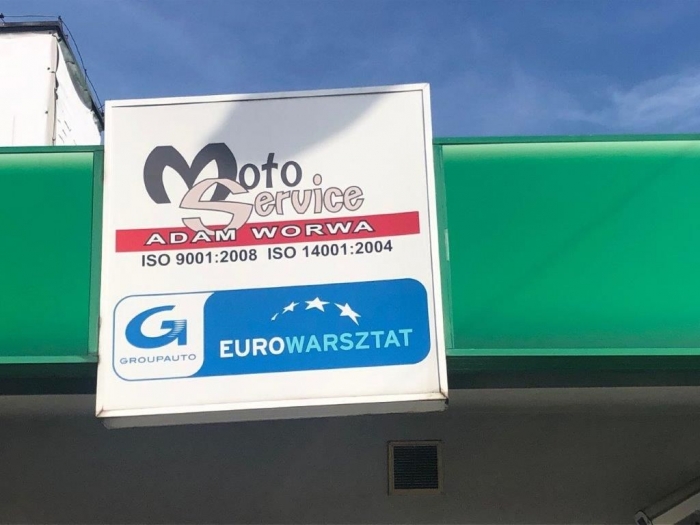 Moto
Service
ADAM WORWA
ISO 9001:2008 ISO 14001:2004
G
GROUPAUTO
EUROWARSZTAT